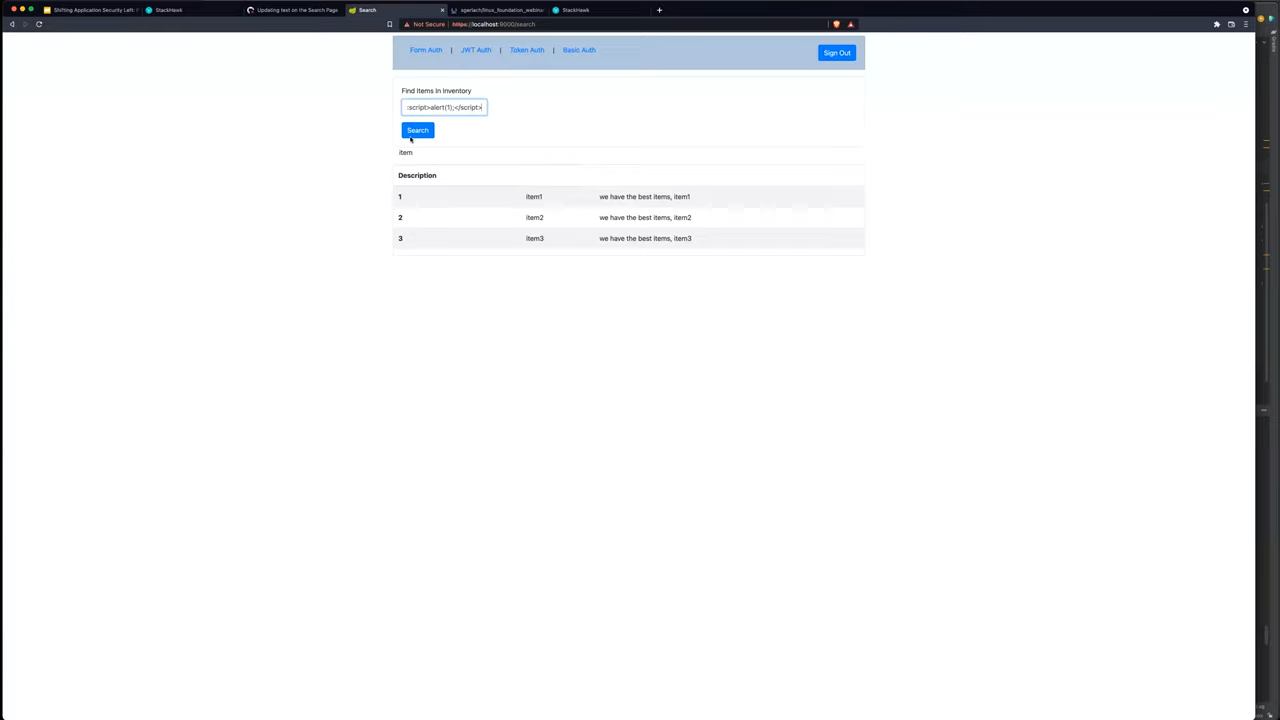 Shifting Application Security Left: F
StackHawk
Updating text on the Search Page
Search
sgerlach/linux_foundation_webinu
StackHawk
Not Secure | https://localhost:9000/search
Form Auth | JWT Auth | Token Auth | Basic Auth
Sign Out
Find Items In Inventory
:script>alert(1);</script>
Search
item
Description
1 item1 we have the best items, item1
2 item2 we have the best items, item2
3 item3 we have the best items, item3